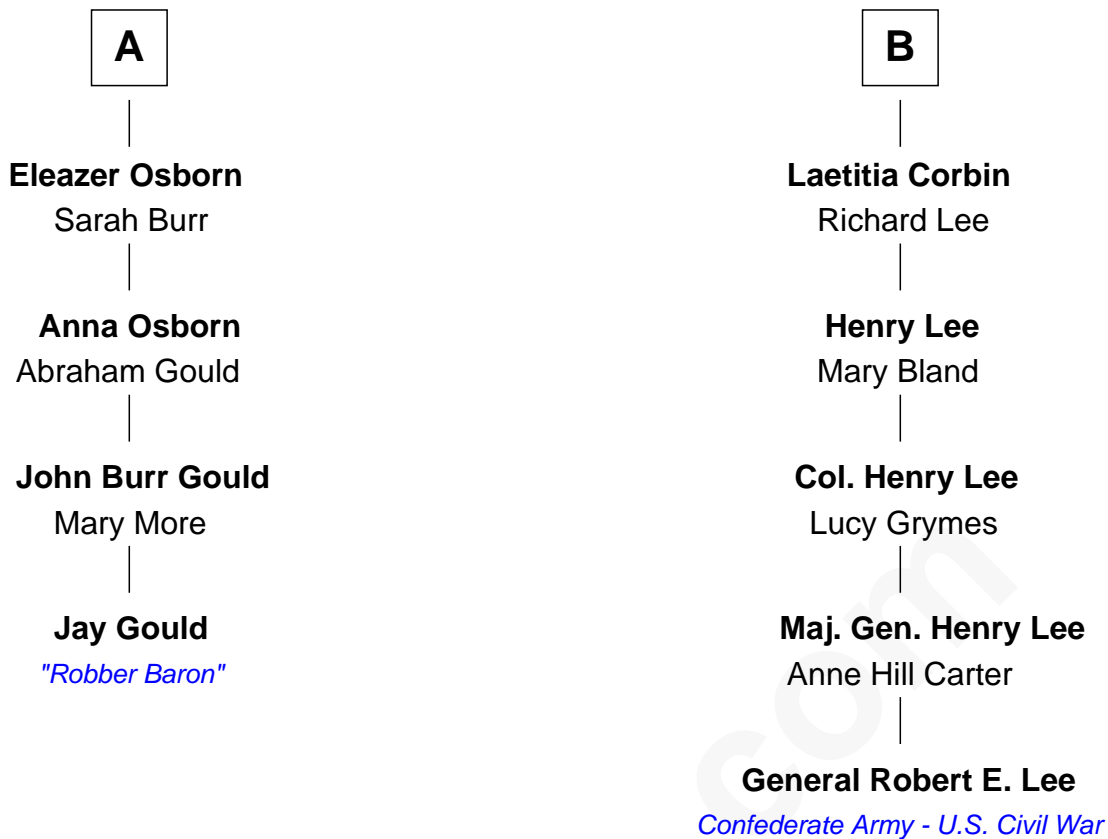 A
Eleazer Osborn
Sarah Burr
Anna Osborn
Abraham Gould
John Burr Gould
Mary More
Jay Gould
"Robber Baron"
B
Laetitia Corbin
Richard Lee
Henry Lee
Mary Bland
Col. Henry Lee
Lucy Grymes
Maj. Gen. Henry Lee
Anne Hill Carter
General Robert E. Lee
Confederate Army - U.S. Civil War
com